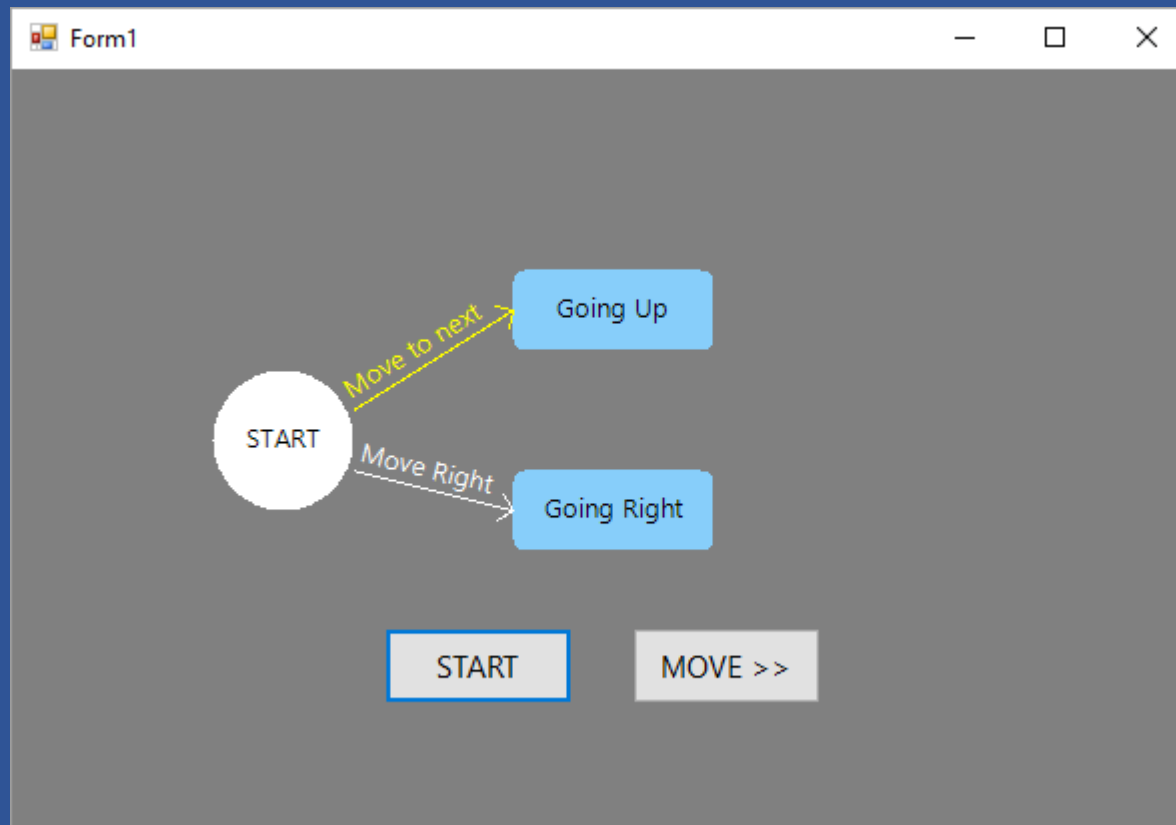 Form1
Going Up
Move to next
START
Move Right
Going Right
START
MOVE >>